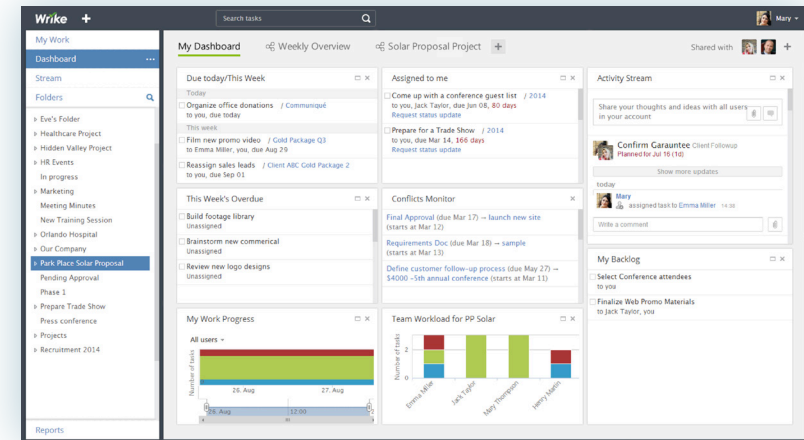 Wrike +
Search tasks
Mary
My Work
Dashboard
Stream
Folders
Eve's Folder
Healthcare Project
Hidden Valley Project
HR Events
In progress
Marketing
Meeting Minutes
New Training Session
Orlando Hospital
Our Company
Park Place Solar Proposal
Pending Approval
Phase 1
Prepare Trade Show
Press conference
Projects
Recruitment 2014
Reports
My Dashboard
Weekly Overview
Solar Proposal Project +
Shared with +
Due today/This Week
Today
Organize office donations / Communiqué
to you, due today
This week
Film new promo video / Gold Package Q3
to Emma Miller, you, due Aug 29
Reassign sales leads / Client ABC Gold Package 2
to you, due Sep 01
Assigned to me
Come up with a conference guest list / 2014
to you, Jack Taylor, due Jun 08, 80 days
Request status update
Prepare for a Trade Show / 2014
to you, due Mar 14, 166 days
Request status update
Activity Stream
Share your thoughts and ideas with all users
in your account
Confirm Garauntee Client Followup
Planned for Jul 16 (1d)
Show more updates
today
Mary
assigned task to Emma Miller 14:38
Write a comment
This Week's Overdue
Build footage library
Unassigned
Brainstorm new commerical
Unassigned
Review new logo designs
Unassigned
Conflicts Monitor
Final Approval (due Mar 17) → launch new site
(starts at Mar 12)
Requirements Doc (due Mar 18) → sample
(starts at Mar 13)
Define customer follow-up process (due May 27) →
$4000 -5th annual conference (starts at Mar 11)
My Backlog
Select Conference attendees
to you
Finalize Web Promo Materials
to Jack Taylor, you
My Work Progress
All users
Number of tasks
26. Aug
27. Aug
26. Aug
12:00
Team Workload for PP Solar
Number of tasks
2
0
Emma Miller
Jack Taylor
Mary Thompson
Henry Martin